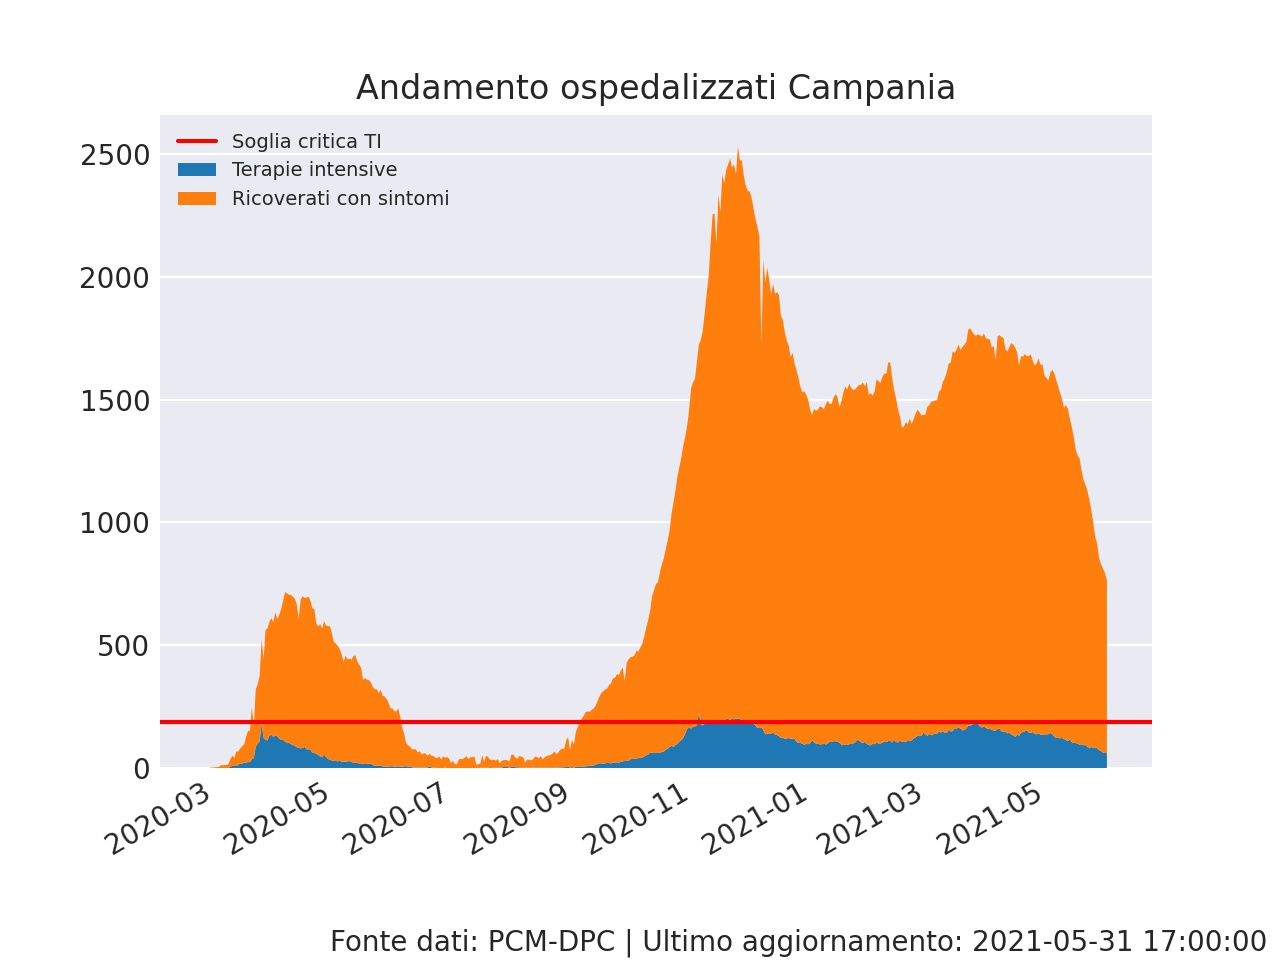 Andamento ospedalizzati Campania
Soglia critica TI
Terapie intensive
Ricoverati con sintomi
2500
2000
1500
1000
500
0
2020-03
2020-05
2020-07
2020-09
2020-11
2021-01
2021-03
2021-05
Fonte dati: PCM-DPC | Ultimo aggiornamento: 2021-05-31 17:00:00